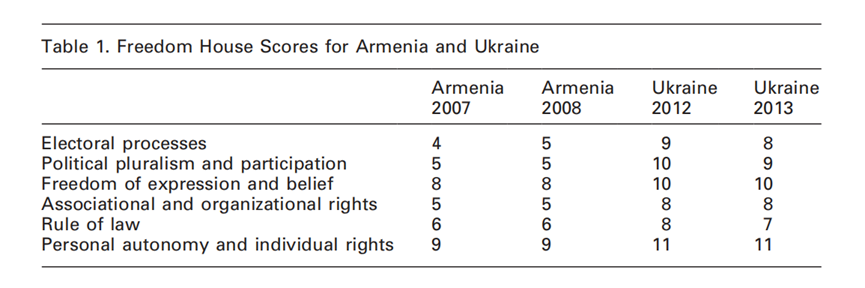 Table 1. Freedom House Scores for Armenia and Ukraine
Armenia 2007 Armenia 2008 Ukraine 2012 Ukraine 2013
Electoral processes 4 5 9 8
Political pluralism and participation 5 5 10 9
Freedom of expression and belief 8 8 10 10
Associational and organizational rights 5 5 8 8
Rule of law 6 6 8 7
Personal autonomy and individual rights 9 9 11 11